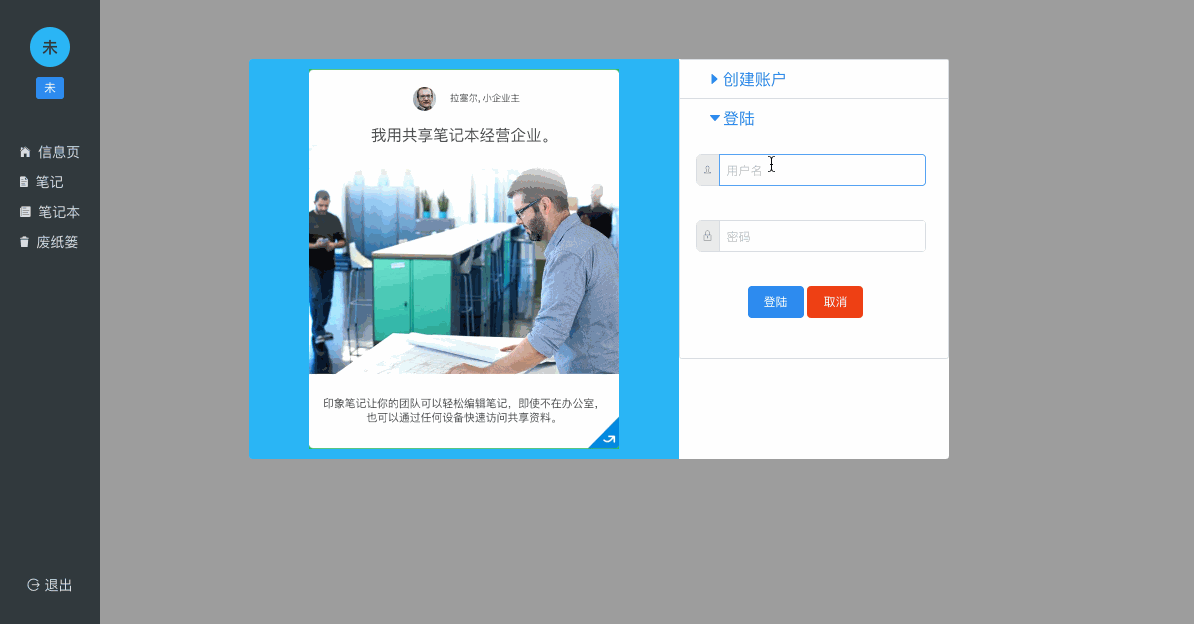 未
未
信息页
笔记
笔记本
废纸篓
退出
拉塞尔, 小企业主
我用共享笔记本经营企业。
印象笔记让你的团队可以轻松编辑笔记，即使不在办公室，
也可以通过任何设备快速访问共享资料。
创建账户
登陆
用户名
密码
登陆 取消